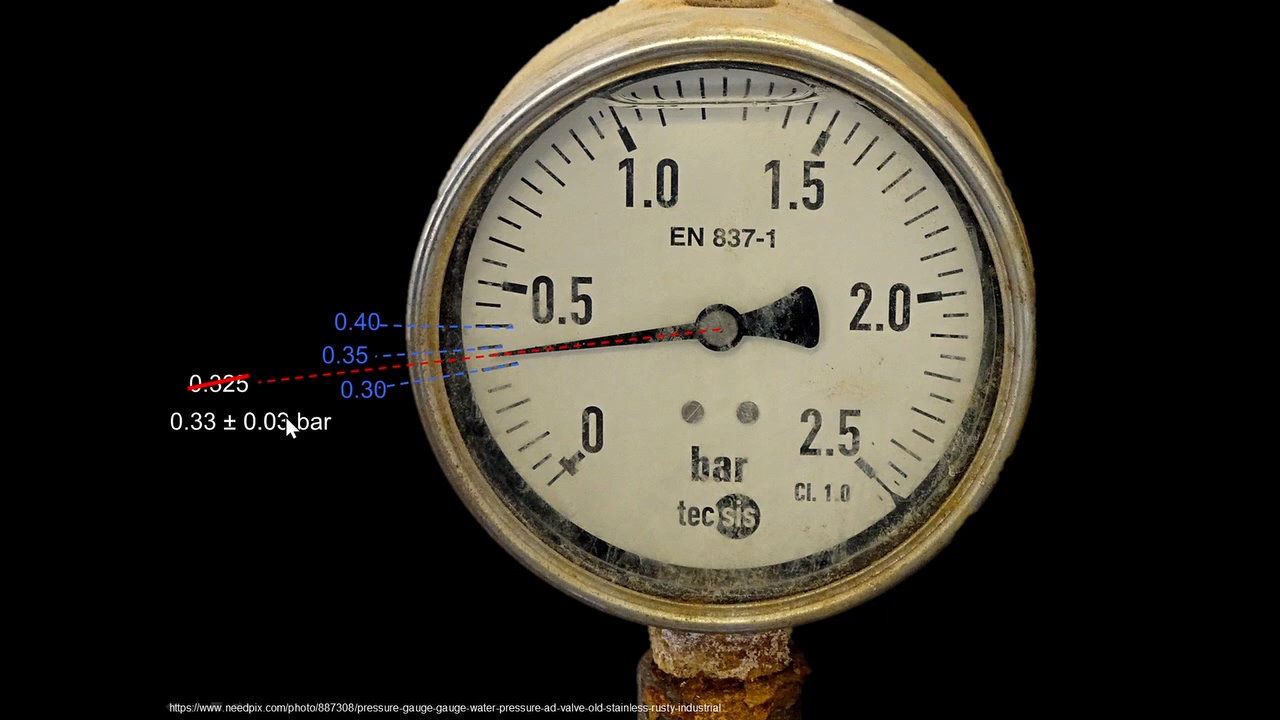 1.0
1.5
EN 837-1
0.5
2.0
0.40
0.35
0.30
0.325
0.33 ± 0.03 bar
0
2.5
bar
Cl. 1.0
tecsis
https://www.needpix.com/photo/887308/pressure-gauge-gauge-water-pressure-ad-valve-old-stainless-rusty-industrial